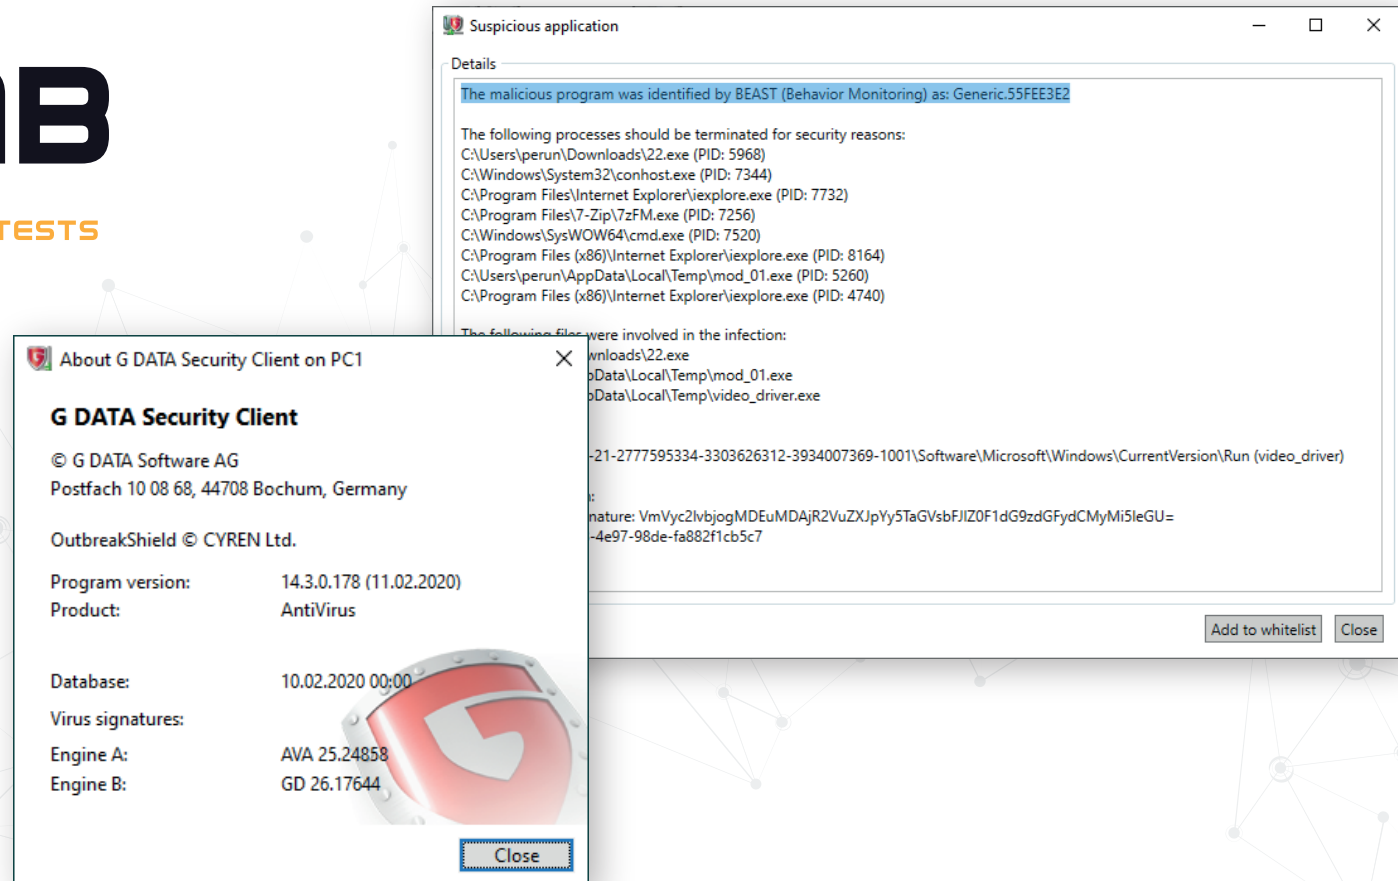 AB
TESTS
Suspicious application
Details
The malicious program was identified by BEAST (Behavior Monitoring) as: Generic.55FEE3E2
The following processes should be terminated for security reasons:
C:\Users\perun\Downloads\22.exe (PID: 5968)
C:\Windows\System32\conhost.exe (PID: 7344)
C:\Program Files\Internet Explorer\iexplore.exe (PID: 7732)
C:\Program Files\7-Zip\7zFM.exe (PID: 7256)
C:\Windows\SysWOW64\cmd.exe (PID: 7520)
C:\Program Files (x86)\Internet Explorer\iexplore.exe (PID: 8164)
C:\Users\perun\AppData\Local\Temp\mod_01.exe (PID: 5260)
C:\Program Files (x86)\Internet Explorer\iexplore.exe (PID: 4740)
The following files were involved in the infection:
wnloads\22.exe
pData\Local\Temp\mod_01.exe
pData\Local\Temp\video_driver.exe
-21-2777595334-3303626312-3934007369-1001\Software\Microsoft\Windows\CurrentVersion\Run (video_driver)
:
nature: VmVyc2lvbjogMDEuMDAjR2VuZXJpYy5TaGVsbFJlZ0F1dG9zdGFydCMyMi5leGU=
-4e97-98de-fa882f1cb5c7
Add to whitelist
Close
About G DATA Security Client on PC1
G DATA Security Client
© G DATA Software AG
Postfach 10 08 68, 44708 Bochum, Germany
OutbreakShield © CYREN Ltd.
Program version: 14.3.0.178 (11.02.2020)
Product: AntiVirus
Database: 10.02.2020 00:00
Virus signatures:
Engine A: AVA 25.24858
Engine B: GD 26.17644
Close